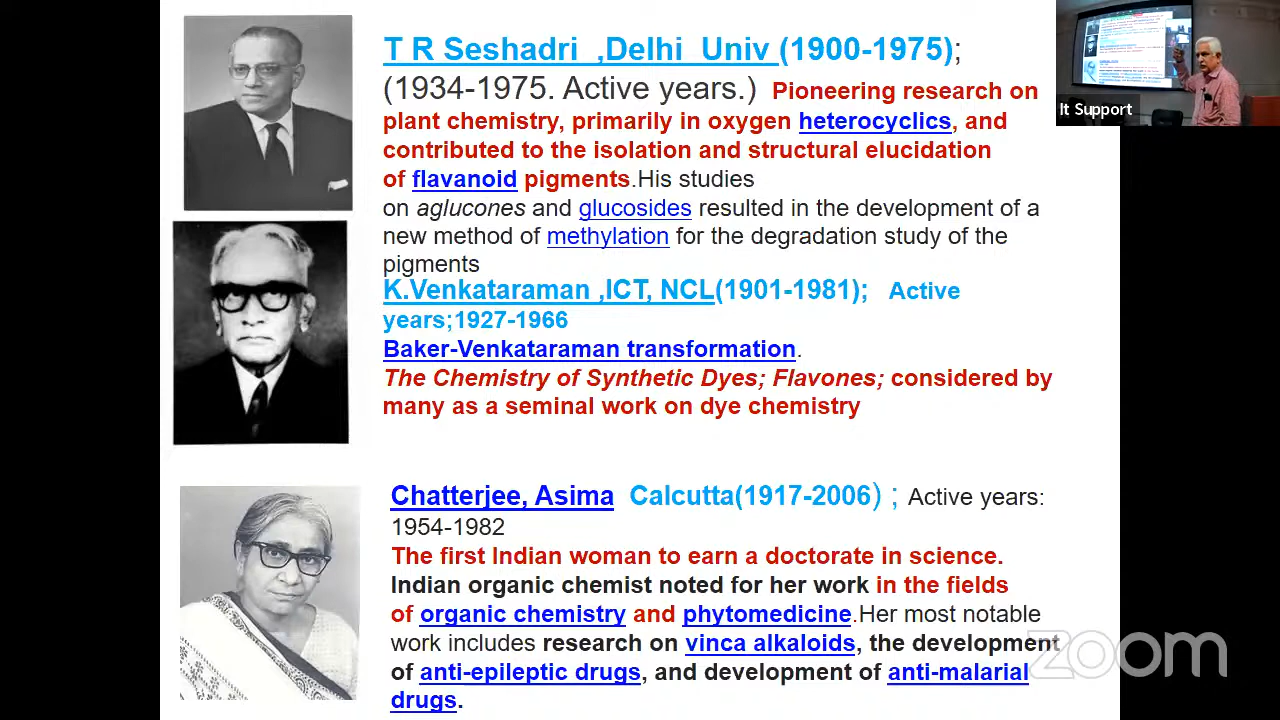 T R Seshadri ,Delhi Univ (1900-1975);
(1934-1975. Active years.) Pioneering research on
plant chemistry, primarily in oxygen heterocyclics, and
contributed to the isolation and structural elucidation
of flavanoid pigments.His studies
on aglucones and glucosides resulted in the development of a
new method of methylation for the degradation study of the
pigments
K.Venkataraman ,ICT, NCL(1901-1981); Active
years;1927-1966
Baker-Venkataraman transformation.
The Chemistry of Synthetic Dyes; Flavones; considered by
many as a seminal work on dye chemistry
Chatterjee, Asima Calcutta(1917-2006) ; Active years:
1954-1982
The first Indian woman to earn a doctorate in science.
Indian organic chemist noted for her work in the fields
of organic chemistry and phytomedicine.Her most notable
work includes research on vinca alkaloids, the development
of anti-epileptic drugs, and development of anti-malarial
drugs.
It Support
zoom